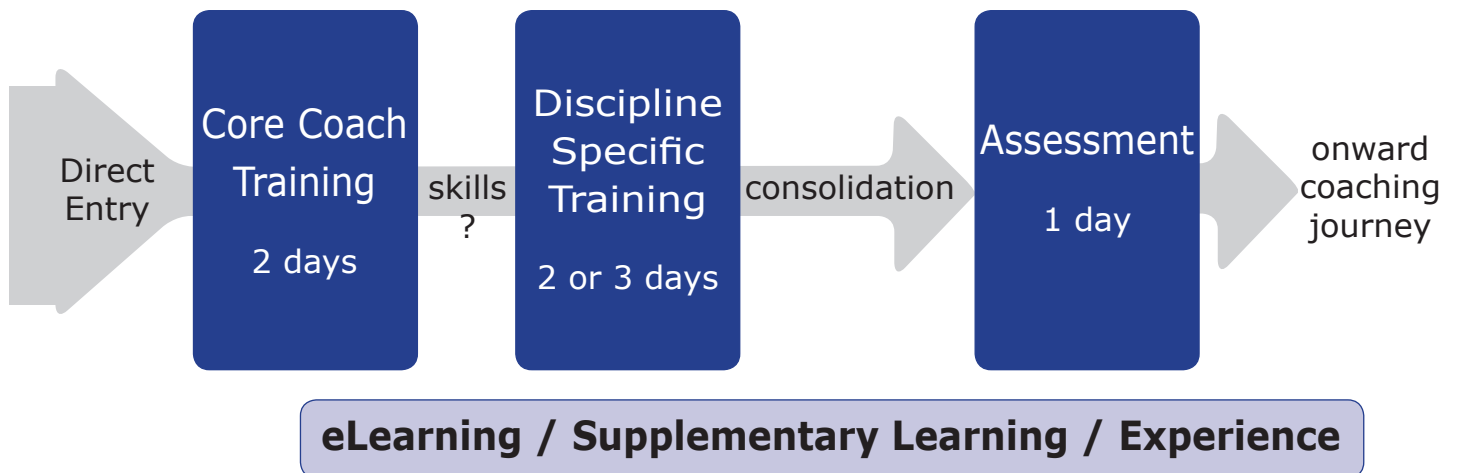 Direct
Entry
Core Coach
Training
2 days
skills
?
Discipline
Specific
Training
2 or 3 days
consolidation
Assessment
1 day
onward
coaching
journey
eLearning / Supplementary Learning / Experience